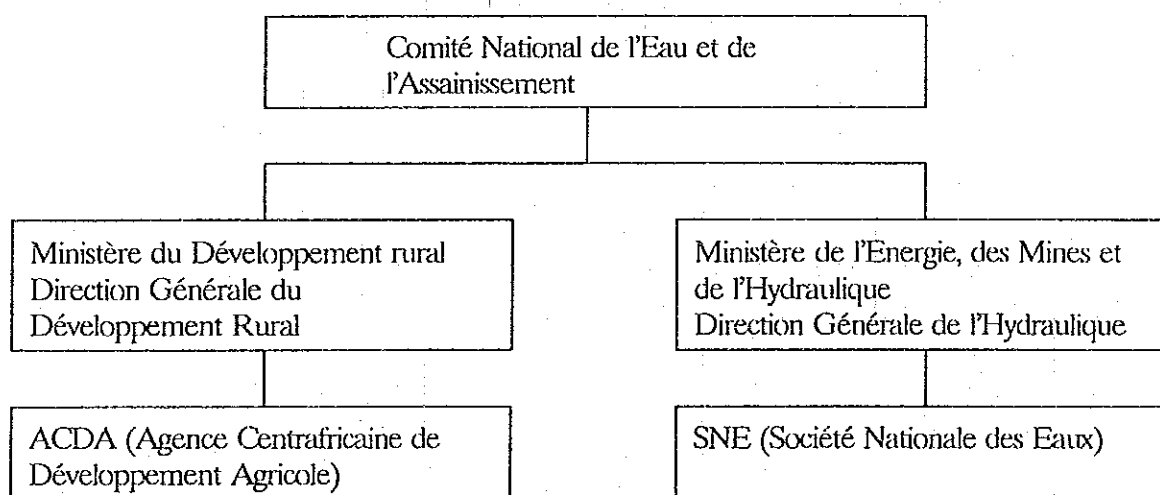 Comité National de l'Eau et de
l'Assainissement
Ministère du Développement rural
Direction Générale du
Développement Rural
Ministère de l'Energie, des Mines et
de l'Hydraulique
Direction Générale de l'Hydraulique
ACDA (Agence Centrafricaine de
Développement Agricole)
SNE (Société Nationale des Eaux)